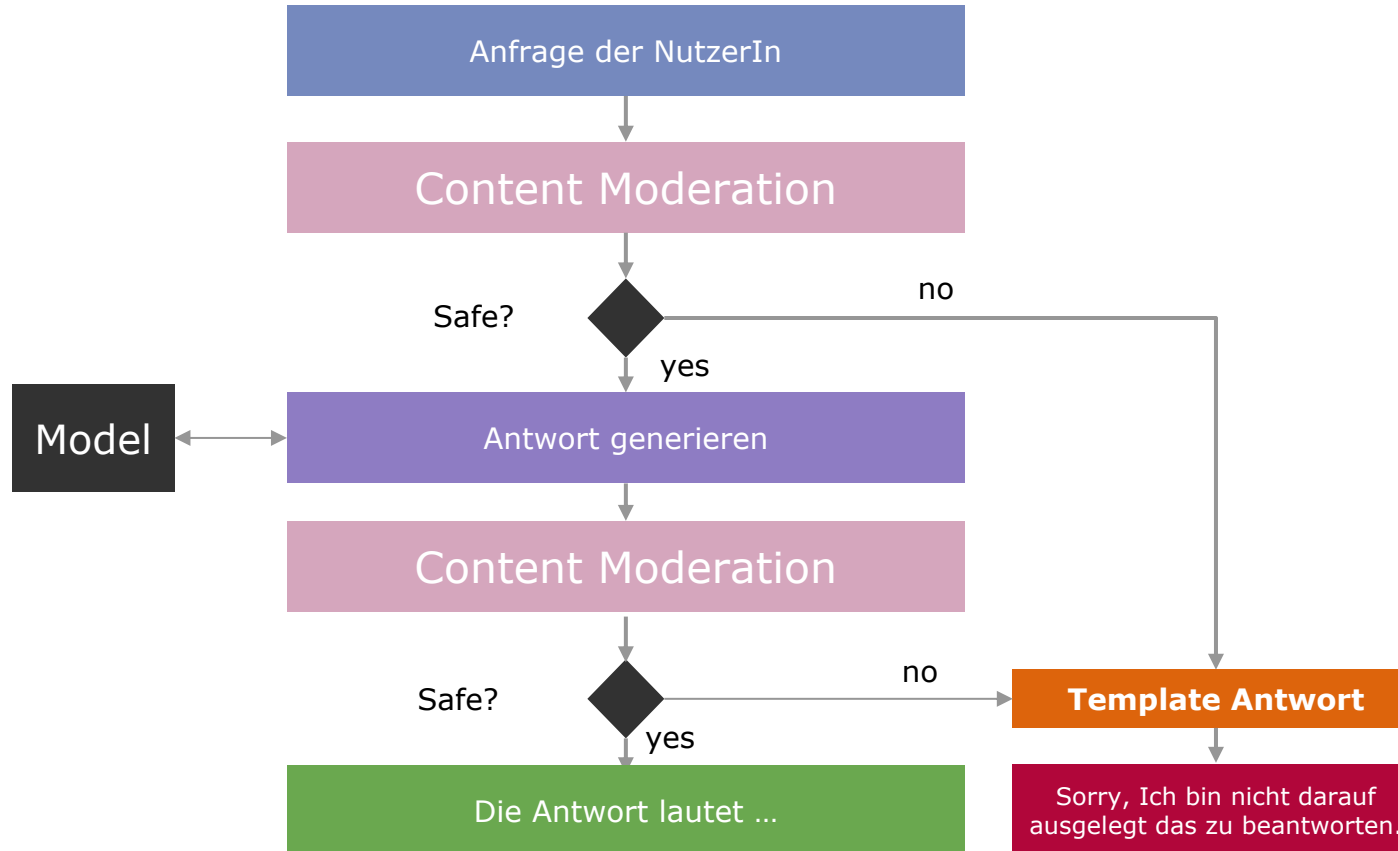 Anfrage der NutzerIn
Content Moderation
no
Safe?
yes
Model
Antwort generieren
Content Moderation
no
Safe?
Template Antwort
yes
Die Antwort lautet …
Sorry, Ich bin nicht darauf
ausgelegt das zu beantworten.